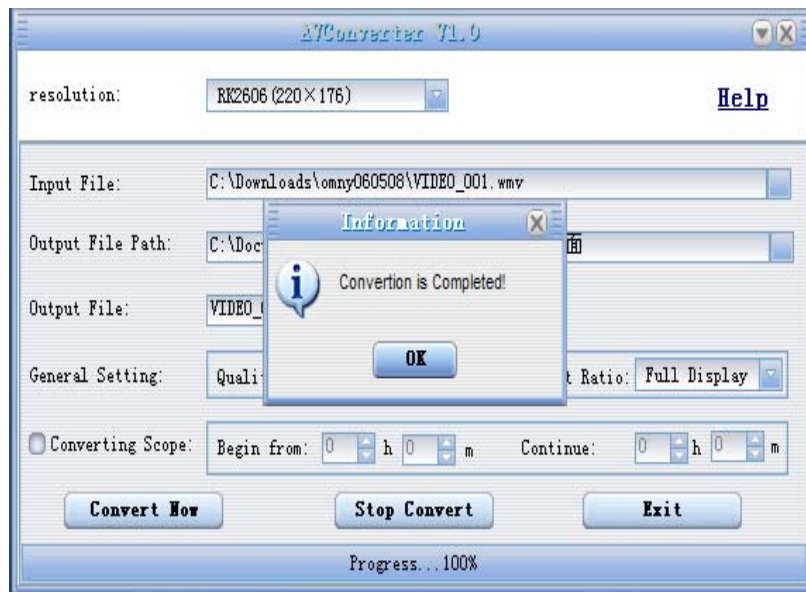 AVConverter V1.0
resolution: RK2606(220×176) Help
Input File: C:\Downloads\omny060508\VIDEO_001.wmv
Output File Path: C:\Doc 面
Output File: VIDEO_
General Setting: Quali t Ratio: Full Display
Information
Convertion is Completed!
OK
Converting Scope: Begin from: 0 h 0 m Continue: 0 h 0 m
Convert Now Stop Convert Exit
Progress...100%